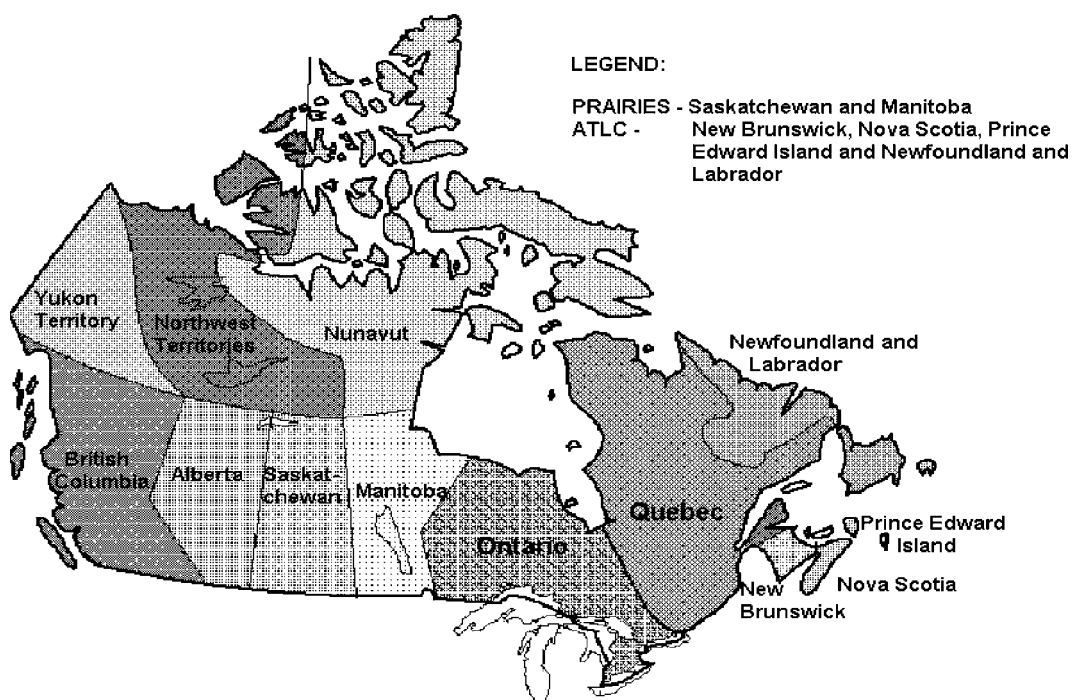 LEGEND:
PRAIRIES - Saskatchewan and Manitoba
ATLC - New Brunswick, Nova Scotia, Prince
Edward Island and Newfoundland and
Labrador
Yukon
Territory
Northwest
Territories
Nunavut
Newfoundland and
Labrador
British
Columbia
Alberta
Saskat-
chewan
Manitoba
Ontario
Quebec
Prince Edward
Island
Nova Scotia
New
Brunswick